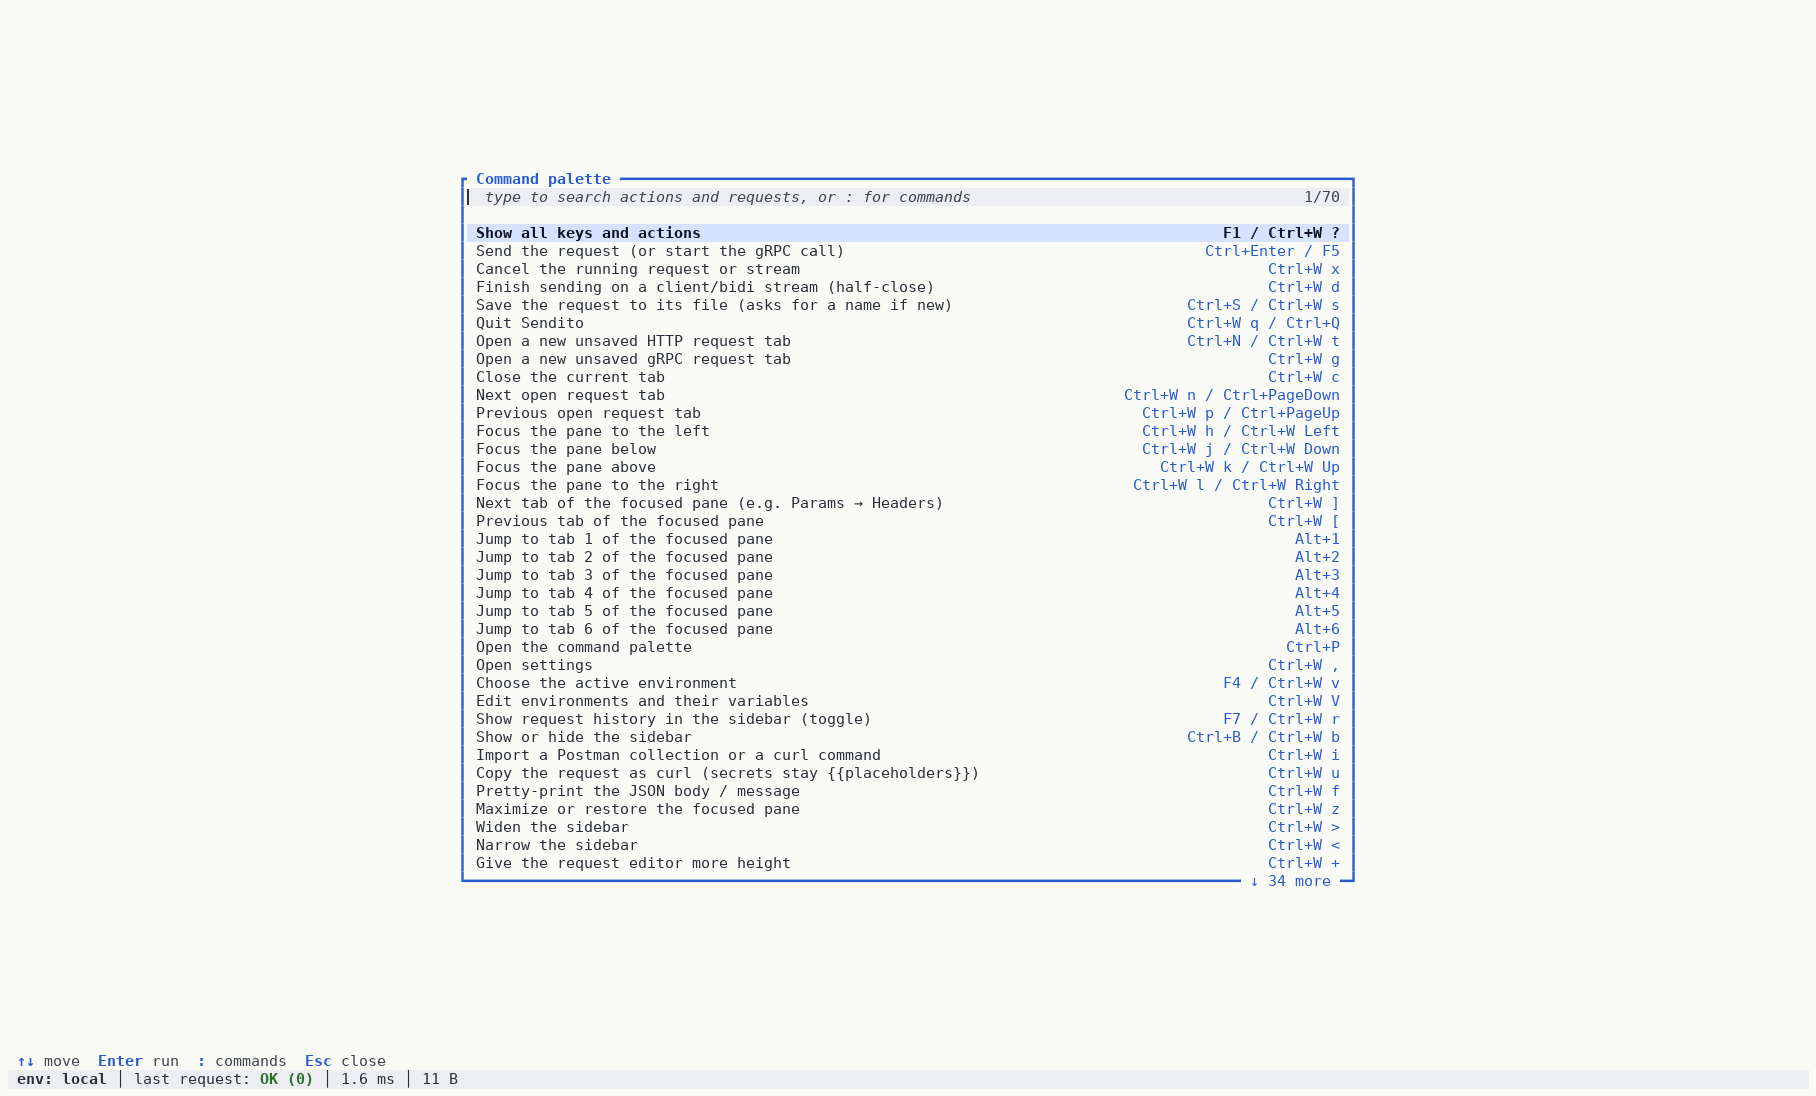 Command palette
type to search actions and requests, or : for commands 1/70
Show all keys and actions F1 / Ctrl+W ?
Send the request (or start the gRPC call) Ctrl+Enter / F5
Cancel the running request or stream Ctrl+W x
Finish sending on a client/bidi stream (half-close) Ctrl+W d
Save the request to its file (asks for a name if new) Ctrl+S / Ctrl+W s
Quit Sendito Ctrl+W q / Ctrl+Q
Open a new unsaved HTTP request tab Ctrl+N / Ctrl+W t
Open a new unsaved gRPC request tab Ctrl+W g
Close the current tab Ctrl+W c
Next open request tab Ctrl+W n / Ctrl+PageDown
Previous open request tab Ctrl+W p / Ctrl+PageUp
Focus the pane to the left Ctrl+W h / Ctrl+W Left
Focus the pane below Ctrl+W j / Ctrl+W Down
Focus the pane above Ctrl+W k / Ctrl+W Up
Focus the pane to the right Ctrl+W l / Ctrl+W Right
Next tab of the focused pane (e.g. Params → Headers) Ctrl+W ]
Previous tab of the focused pane Ctrl+W [
Jump to tab 1 of the focused pane Alt+1
Jump to tab 2 of the focused pane Alt+2
Jump to tab 3 of the focused pane Alt+3
Jump to tab 4 of the focused pane Alt+4
Jump to tab 5 of the focused pane Alt+5
Jump to tab 6 of the focused pane Alt+6
Open the command palette Ctrl+P
Open settings Ctrl+W ,
Choose the active environment F4 / Ctrl+W v
Edit environments and their variables Ctrl+W V
Show request history in the sidebar (toggle) F7 / Ctrl+W r
Show or hide the sidebar Ctrl+B / Ctrl+W b
Import a Postman collection or a curl command Ctrl+W i
Copy the request as curl (secrets stay {{placeholders}}) Ctrl+W u
Pretty-print the JSON body / message Ctrl+W f
Maximize or restore the focused pane Ctrl+W z
Widen the sidebar Ctrl+W >
Narrow the sidebar Ctrl+W <
Give the request editor more height Ctrl+W +
↓ 34 more
↑↓ move Enter run : commands Esc close
env: local │ last request: OK (0) │ 1.6 ms │ 11 B